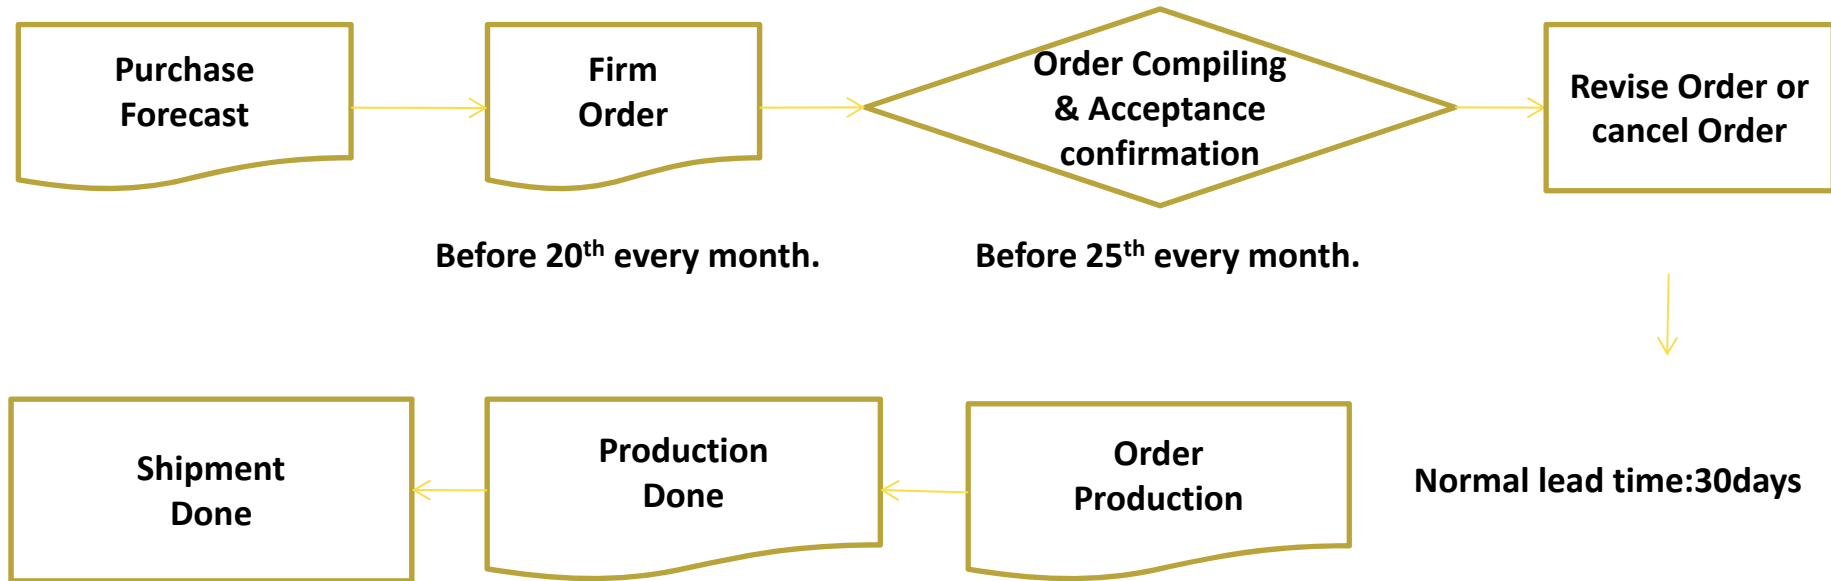 Purchase
Forecast
Firm
Order
Order Compiling
& Acceptance
confirmation
Revise Order or
cancel Order
Before 20th every month.
Before 25th every month.
Shipment
Done
Production
Done
Order
Production
Normal lead time:30days